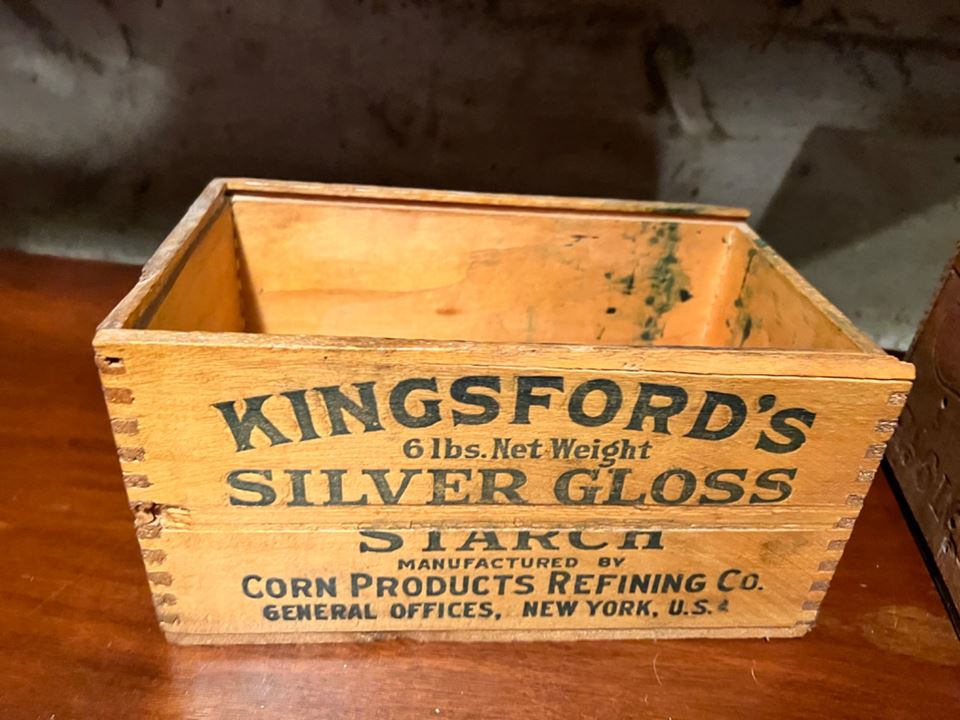 KINGSFORD'S
6 lbs. Net Weight
SILVER GLOSS
STARCH
MANUFACTURED BY
CORN PRODUCTS REFINING CO.
GENERAL OFFICES, NEW YORK, U.S.